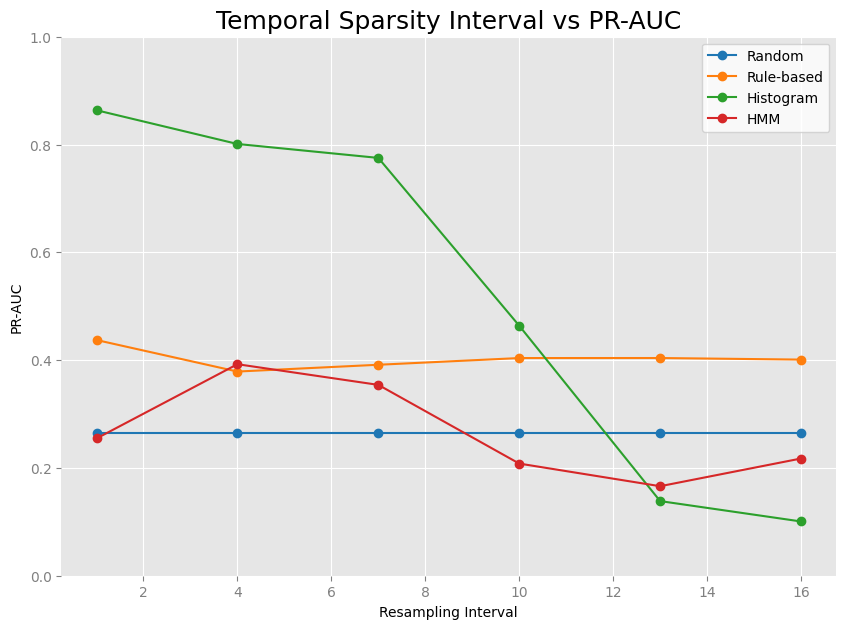 Temporal Sparsity Interval vs PR-AUC
Random
Rule-based
Histogram
HMM
1.0
0.8
0.6
0.4
0.2
0.0
PR-AUC
2 4 6 8 10 12 14 16
Resampling Interval